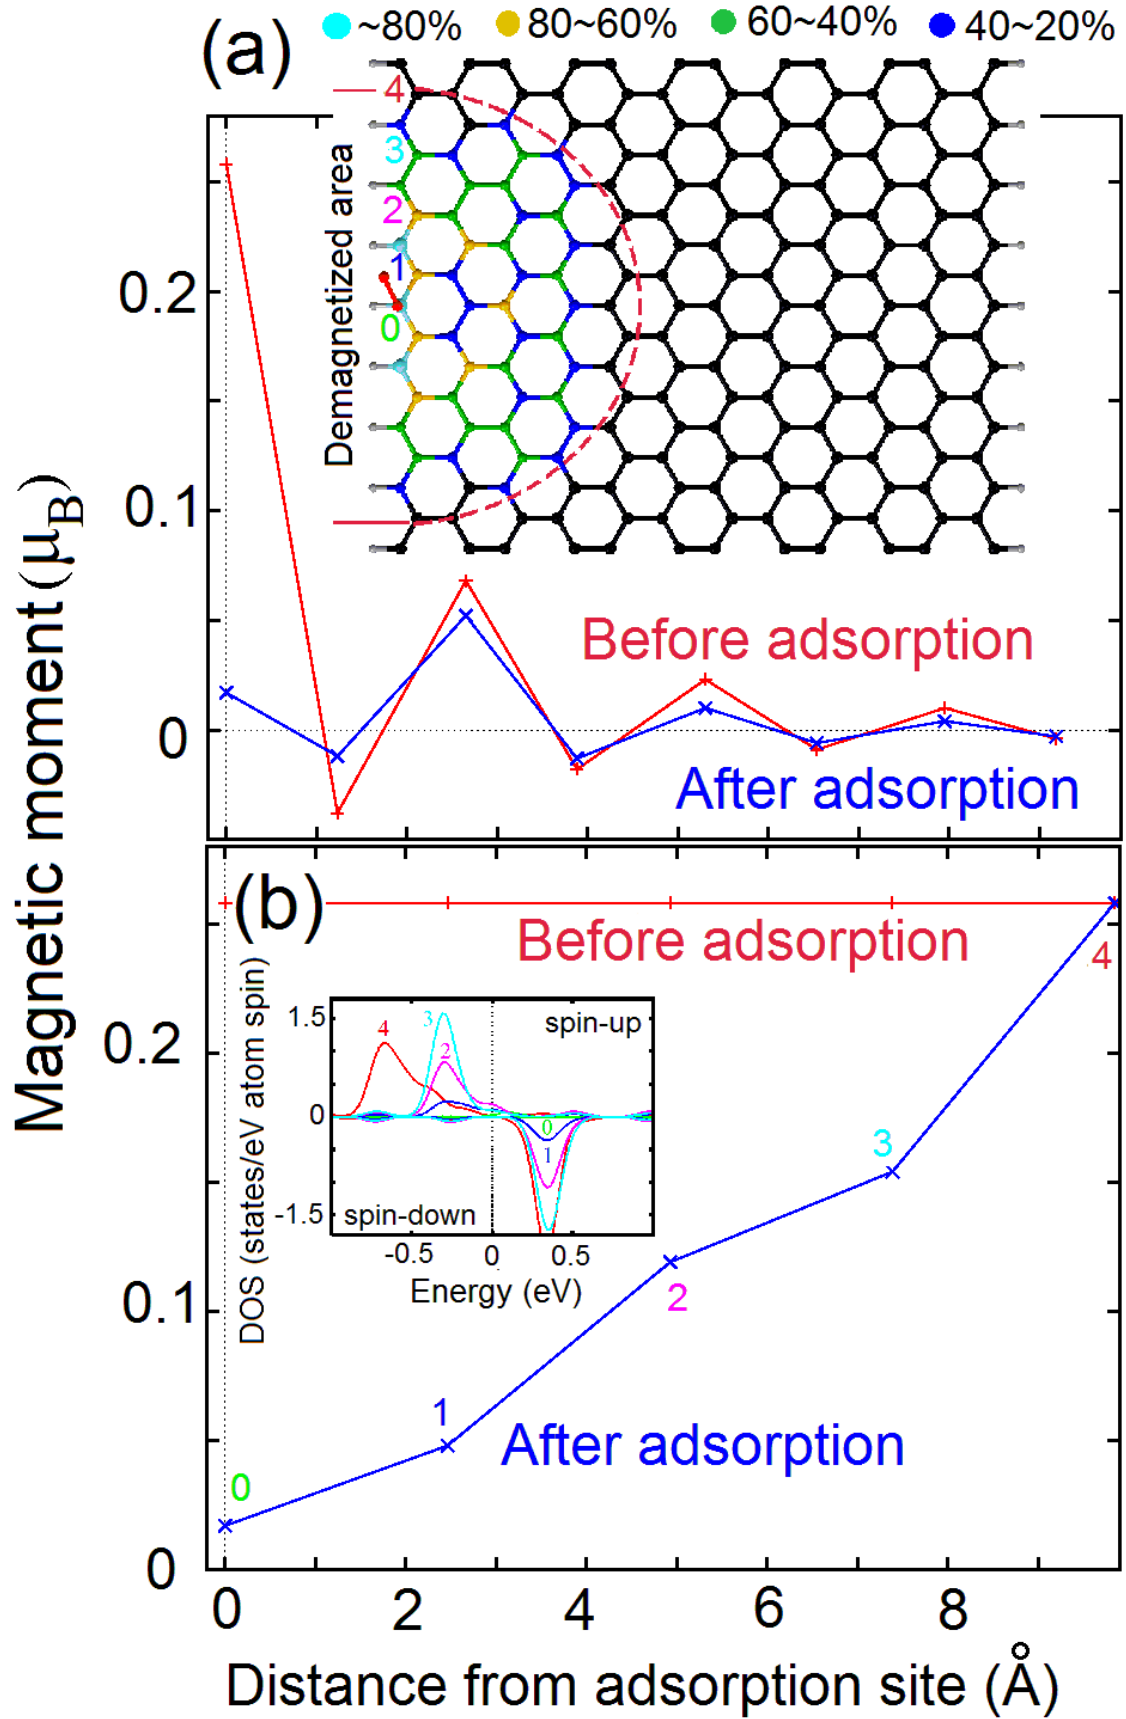 (a) ~80% 80~60% 60~40% 40~20%
4
3
2
1
0
Demagnetized area
0.2
0.1
0
Before adsorption
After adsorption
Magnetic moment (μB)
(b)
Before adsorption
4
0.2
3
2
0.1
1
After adsorption
0
0
DOS (states/eV atom spin)
1.5
0
-1.5
4
3
2
0
1
spin-up
spin-down
-0.5 0 0.5
Energy (eV)
0 2 4 6 8
Distance from adsorption site (Å)